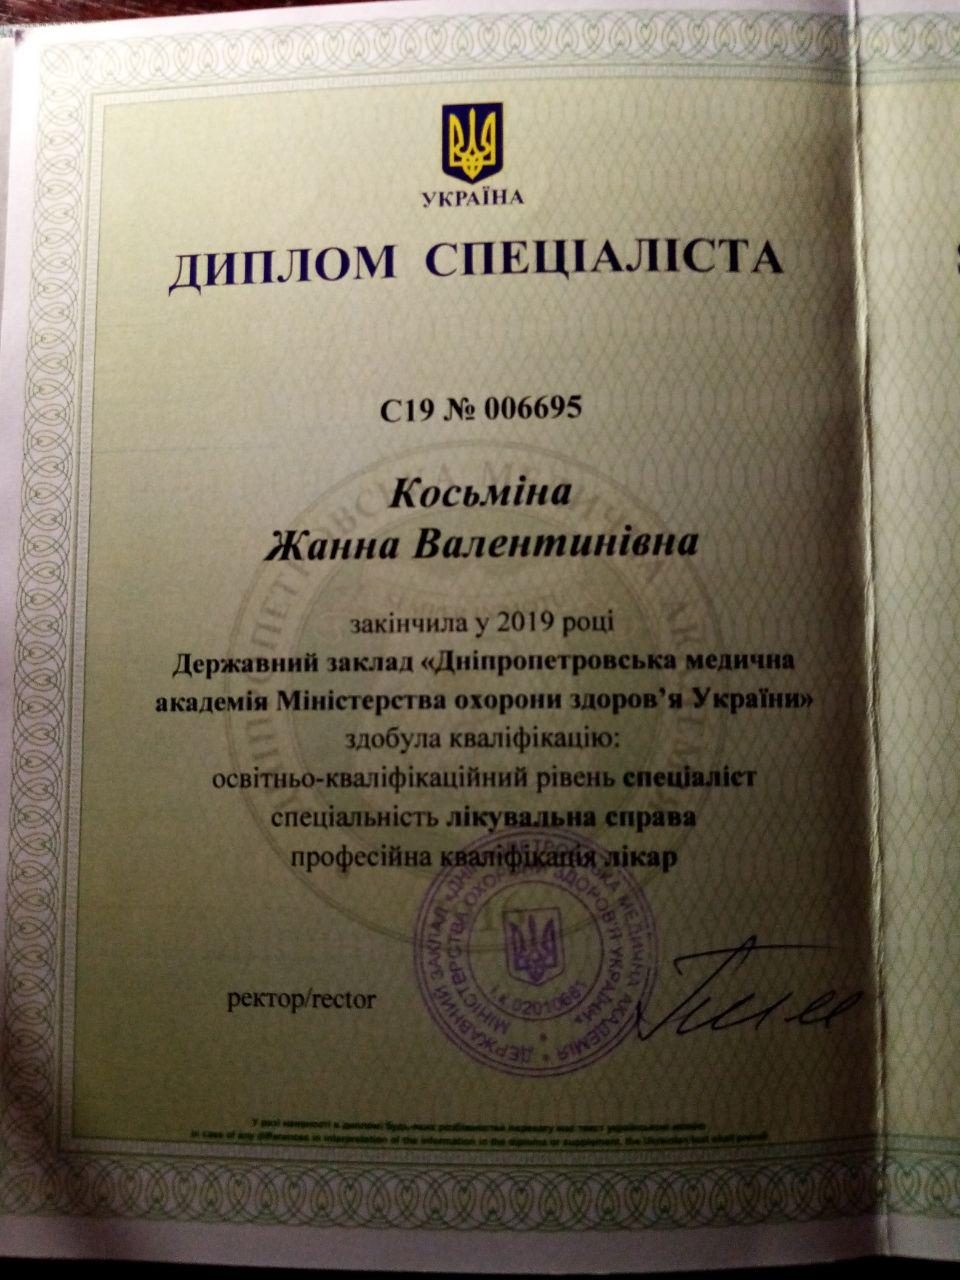 УКРАЇНА
ДИПЛОМ СПЕЦІАЛІСТА
С19 № 006695
Косьміна
Жанна Валентинівна
закінчила у 2019 році
Державний заклад «Дніпропетровська медична
академія Міністерства охорони здоров’я України»
здобула кваліфікацію:
освітньо-кваліфікаційний рівень спеціаліст
спеціальність лікувальна справа
професійна кваліфікація лікар
ДЕРЖАВНИЙ ЗАКЛАД «ДНІПРОПЕТРОВСЬКА МЕДИЧНА АКАДЕМІЯ
МІНІСТЕРСТВА ОХОРОНИ ЗДОРОВ'Я УКРАЇНИ»
ректор/rector
У разі наявності в дипломі будь-яких розбіжностей перевагу має текст українською мовою
In case of any differences in interpretation of the information in the diploma or supplement, the Ukrainian text shall prevail